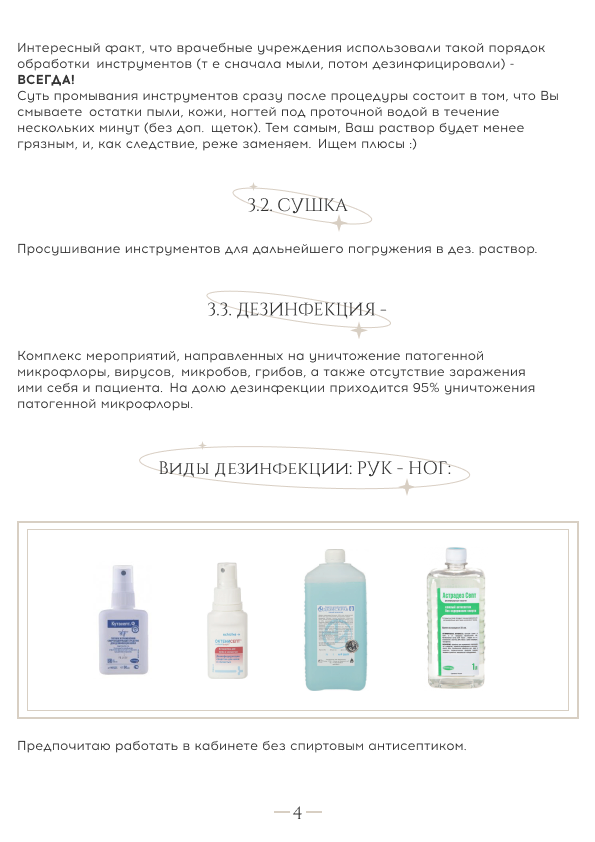 Интересный факт, что врачебные учреждения использовали такой порядок
обработки инструментов (т е сначала мыли, потом дезинфицировали) -
ВСЕГДА!
Суть промывания инструментов сразу после процедуры состоит в том, что Вы
смываете остатки пыли, кожи, ногтей под проточной водой в течение
нескольких минут (без доп. щеток). Тем самым, Ваш раствор будет менее
грязным, и, как следствие, реже заменяем. Ищем плюсы :)
3.2. СУШКА
Просушивание инструментов для дальнейшего погружения в дез. раствор.
3.3. ДЕЗИНФЕКЦИЯ -
Комплекс мероприятий, направленных на уничтожение патогенной
микрофлоры, вирусов, микробов, грибов, а также отсутствие заражения
ими себя и пациента. На долю дезинфекции приходится 95% уничтожения
патогенной микрофлоры.
Виды дезинфекции: РУК - НОГ:
Астрадез Септ
1л
Предпочитаю работать в кабинете без спиртовым антисептиком.
4